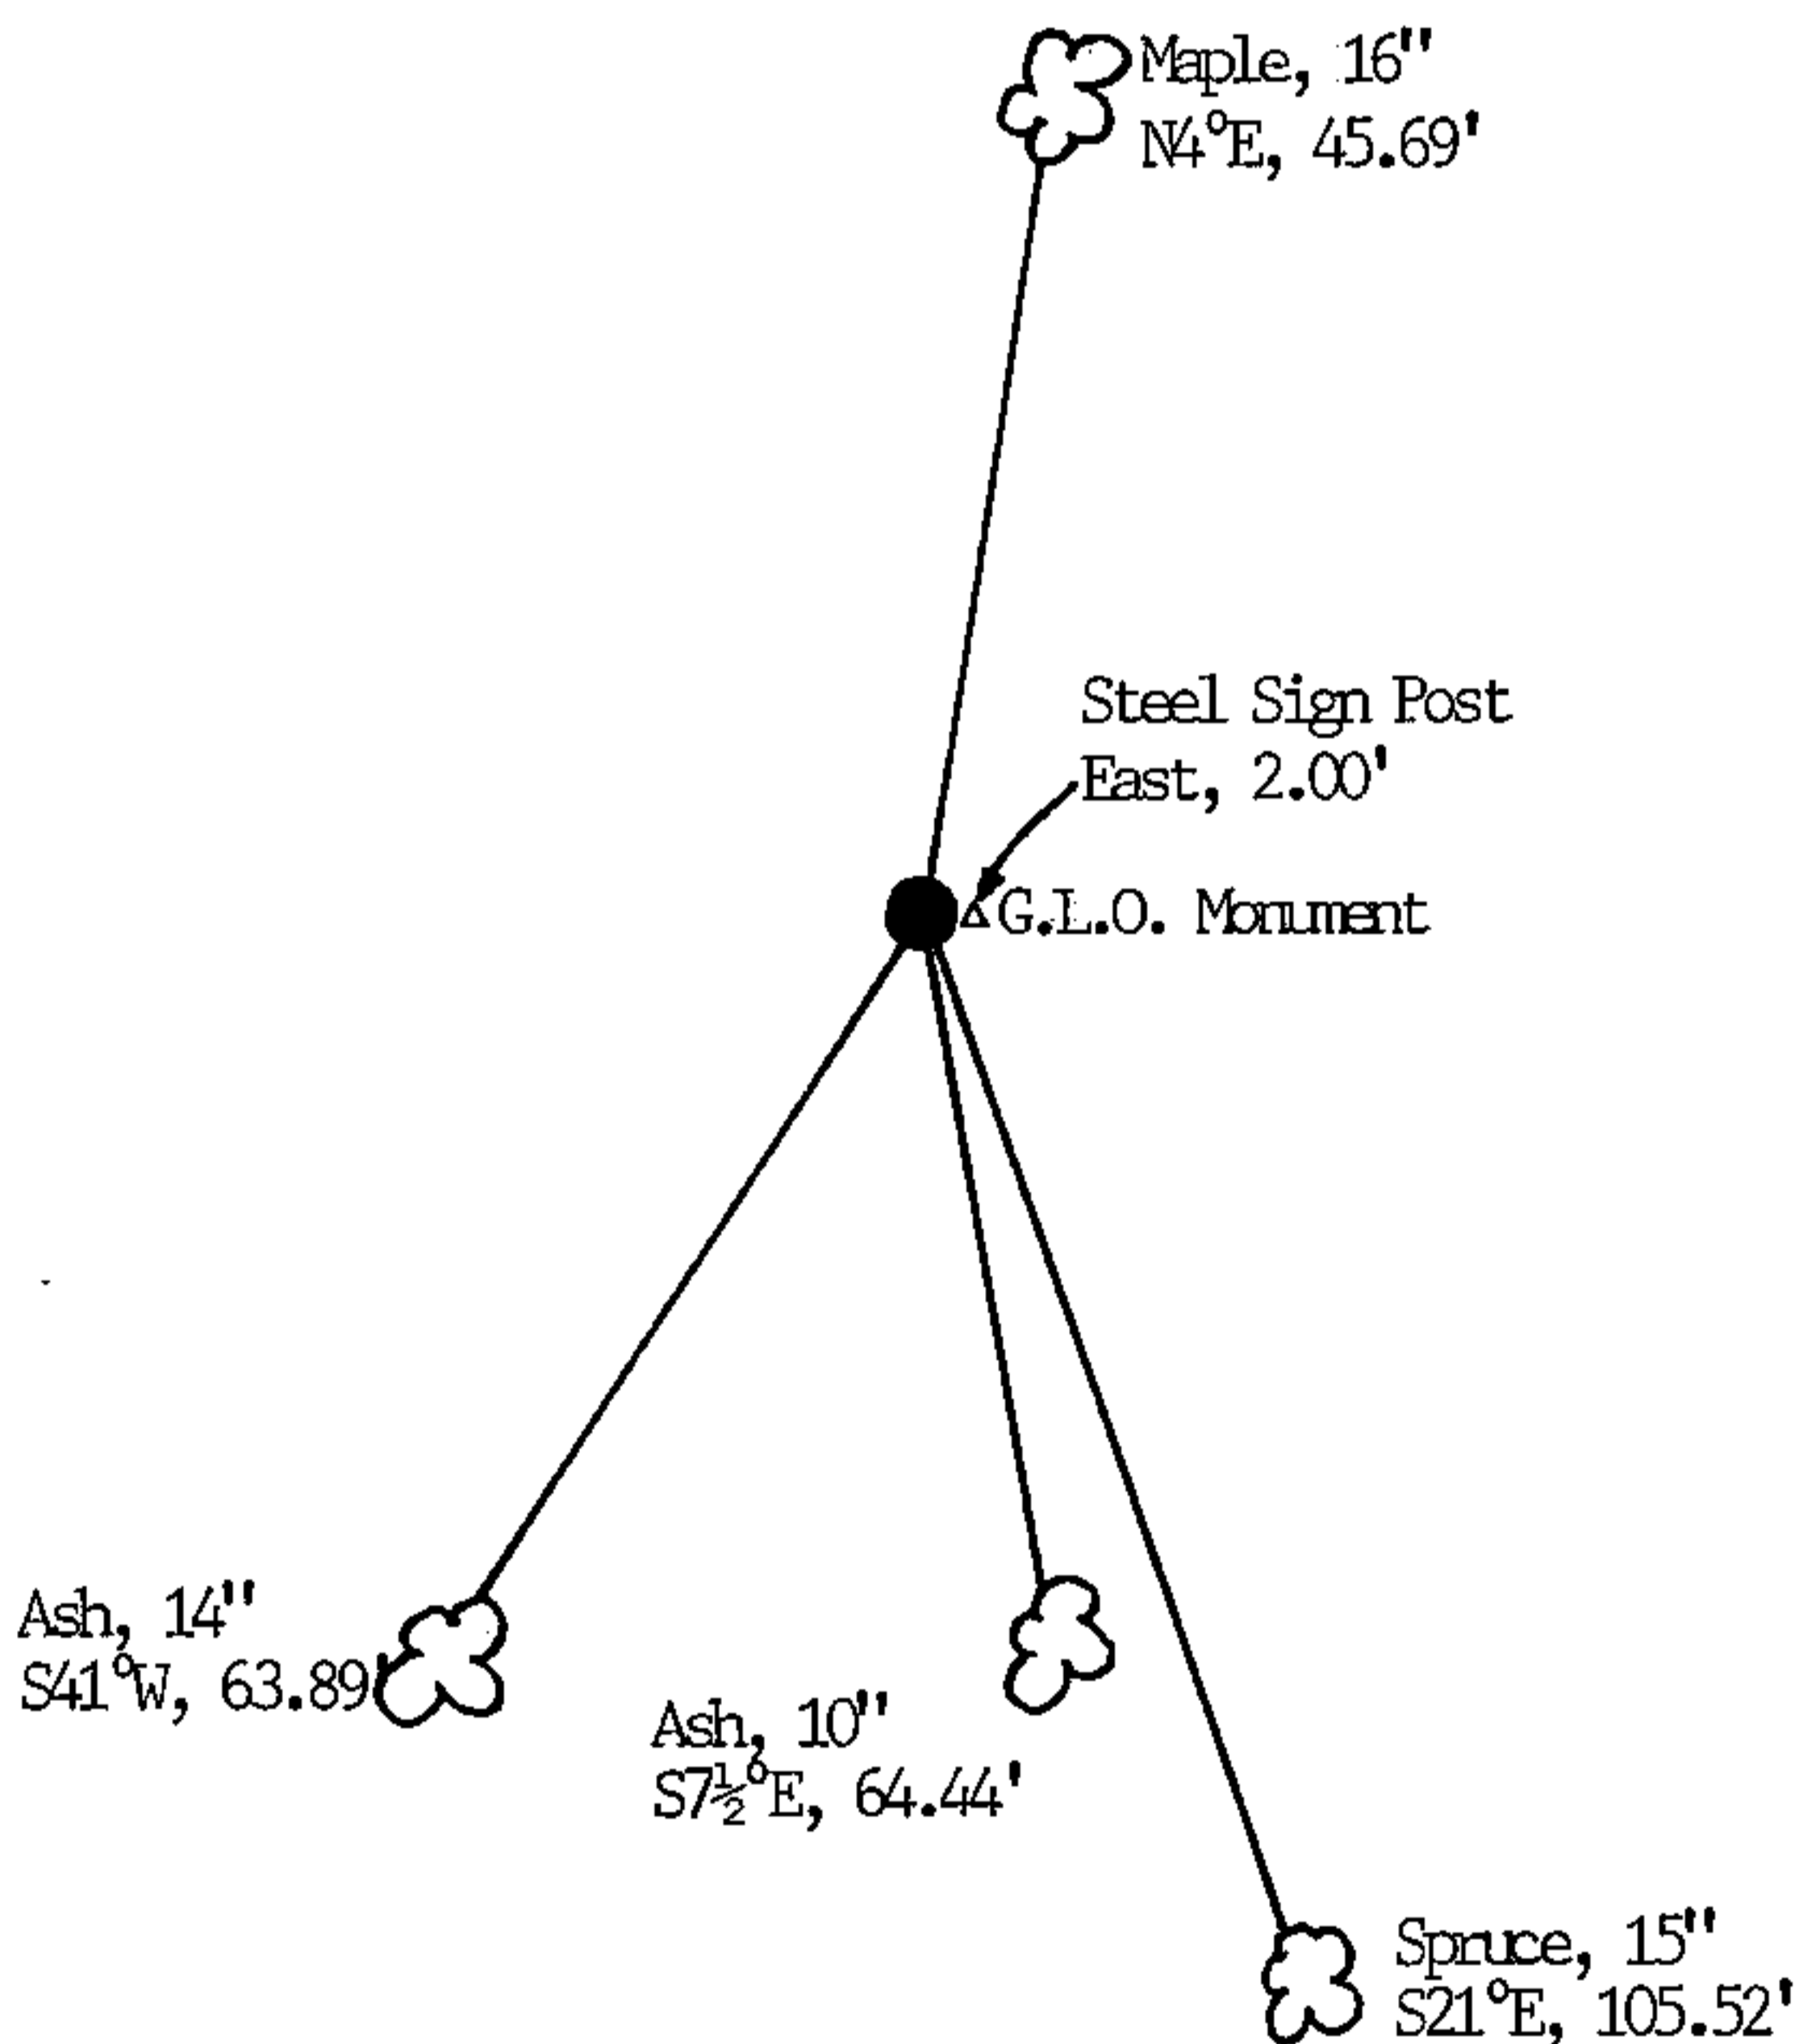 Maple, 16"
N4°E, 45.69'
Steel Sign Post
East, 2.00'
G.L.O. Monument
Ash, 14"
S41°W, 63.89'
Ash, 10"
S7½°E, 64.44'
Spruce, 15"
S21°E, 105.52'